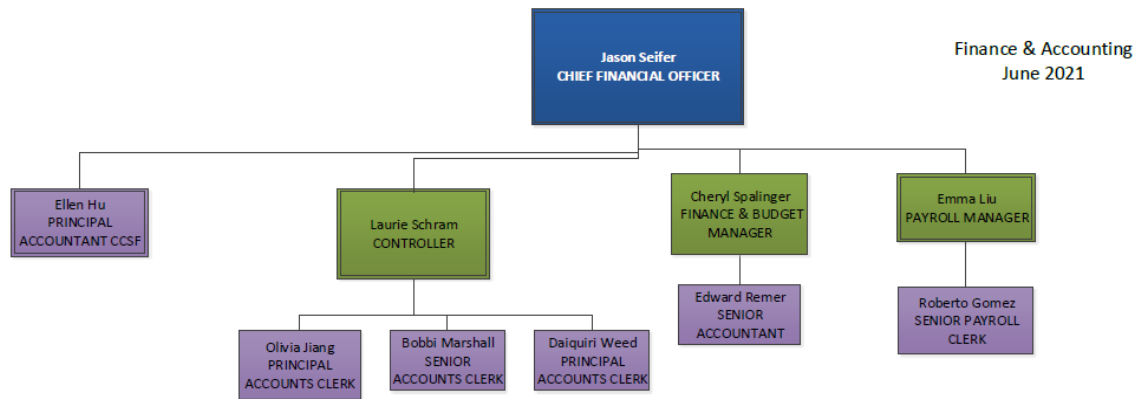 Jason Seifer
CHIEF FINANCIAL OFFICER
Finance & Accounting
June 2021
Ellen Hu
PRINCIPAL
ACCOUNTANT CCSF
Laurie Schram
CONTROLLER
Cheryl Spalinger
FINANCE & BUDGET
MANAGER
Emma Liu
PAYROLL MANAGER
Olivia Jiang
PRINCIPAL
ACCOUNTS CLERK
Bobbi Marshall
SENIOR
ACCOUNTS CLERK
Daiquiri Weed
PRINCIPAL
ACCOUNTS CLERK
Edward Remer
SENIOR
ACCOUNTANT
Roberto Gomez
SENIOR PAYROLL
CLERK